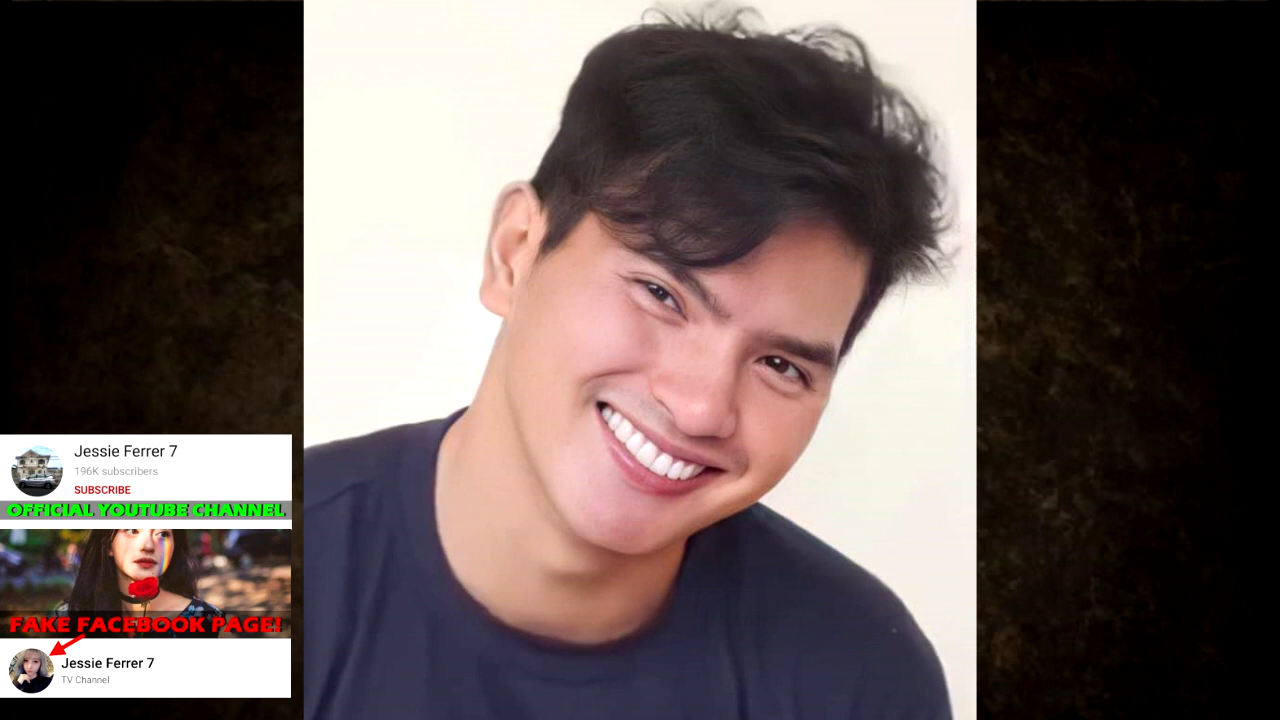 Jessie Ferrer 7
196K subscribers
SUBSCRIBE
OFFICIAL YOUTUBE CHANNEL
FAKE FACEBOOK PAGE!
Jessie Ferrer 7
TV Channel